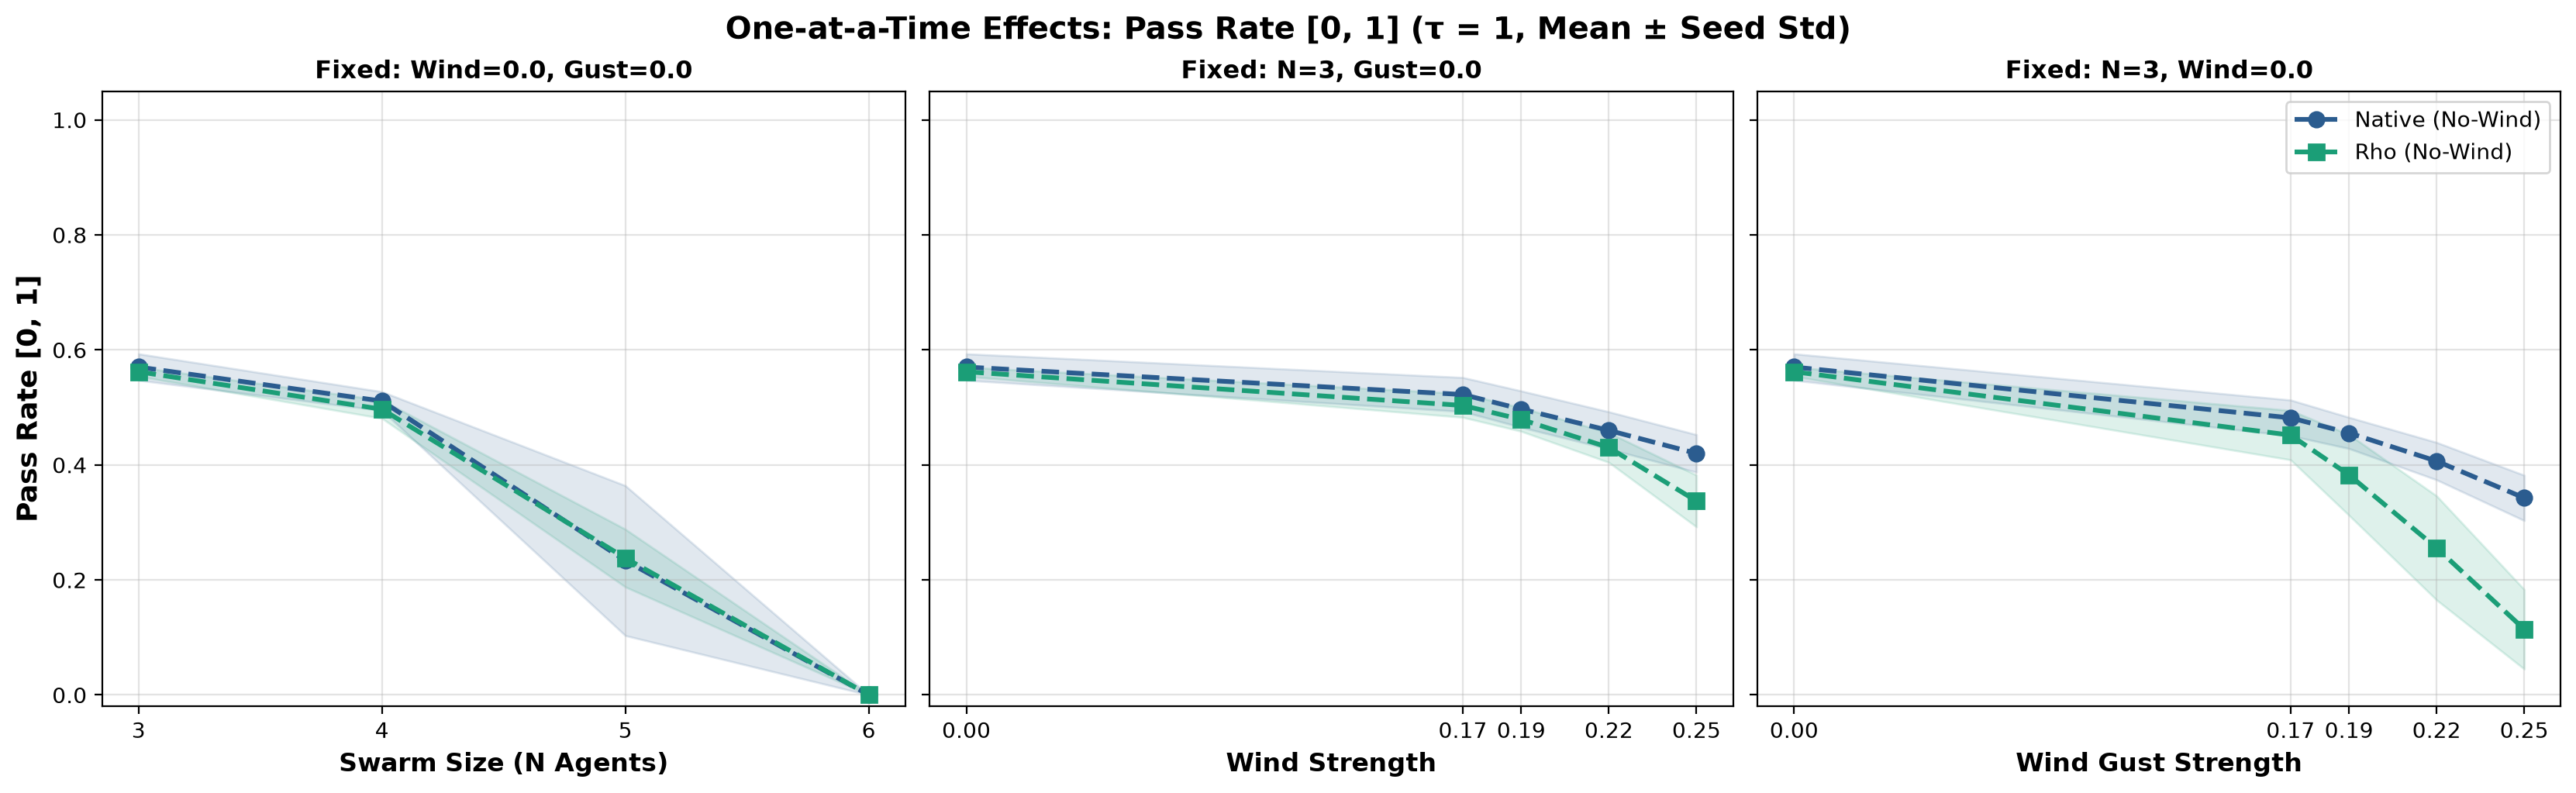 One-at-a-Time Effects: Pass Rate [0, 1] (τ = 1, Mean ± Seed Std)
Fixed: Wind=0.0, Gust=0.0
Fixed: N=3, Gust=0.0
Fixed: N=3, Wind=0.0
Pass Rate [0, 1]
1.0
0.8
0.6
0.4
0.2
0.0
Native (No-Wind)
Rho (No-Wind)
3 4 5 6
0.00 0.17 0.19 0.22 0.25
0.00 0.17 0.19 0.22 0.25
Swarm Size (N Agents)
Wind Strength
Wind Gust Strength